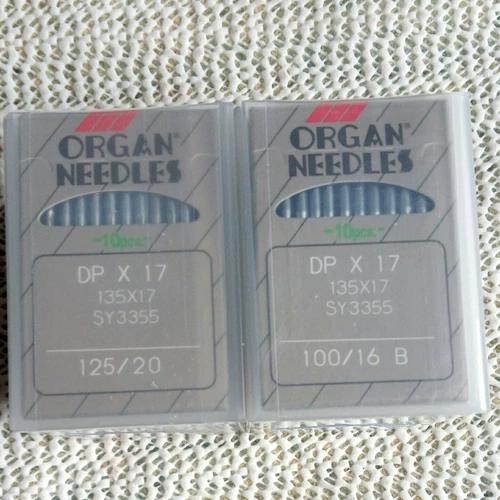 ORGAN®
NEEDLES
-10pcs.-
DP X 17
135X17
SY3355
125/20
ORGAN®
NEEDLES
-10pcs.-
DP X 17
135X17
SY3355
100/16 B